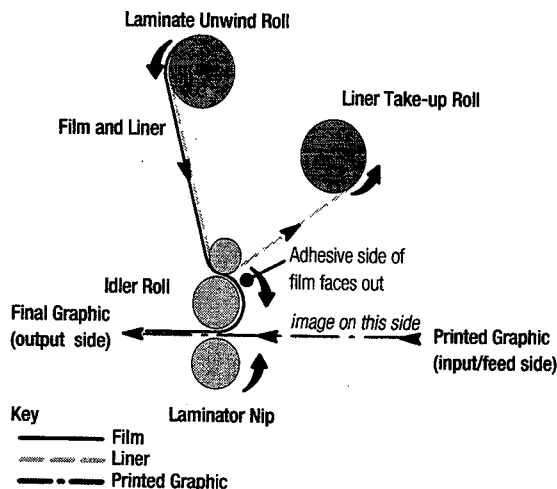 Laminate Unwind Roll
Liner Take-up Roll
Film and Liner
Adhesive side of
film faces out
Idler Roll
Final Graphic
(output side)
image on this side
Printed Graphic
(input/feed side)
Laminator Nip
Key
Film
Liner
Printed Graphic